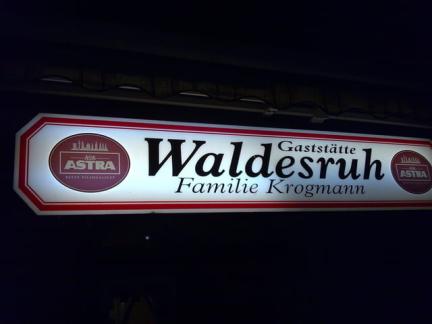 ASTRA
Gaststätte
Waldesruh
Familie Krogmann
ASTRA